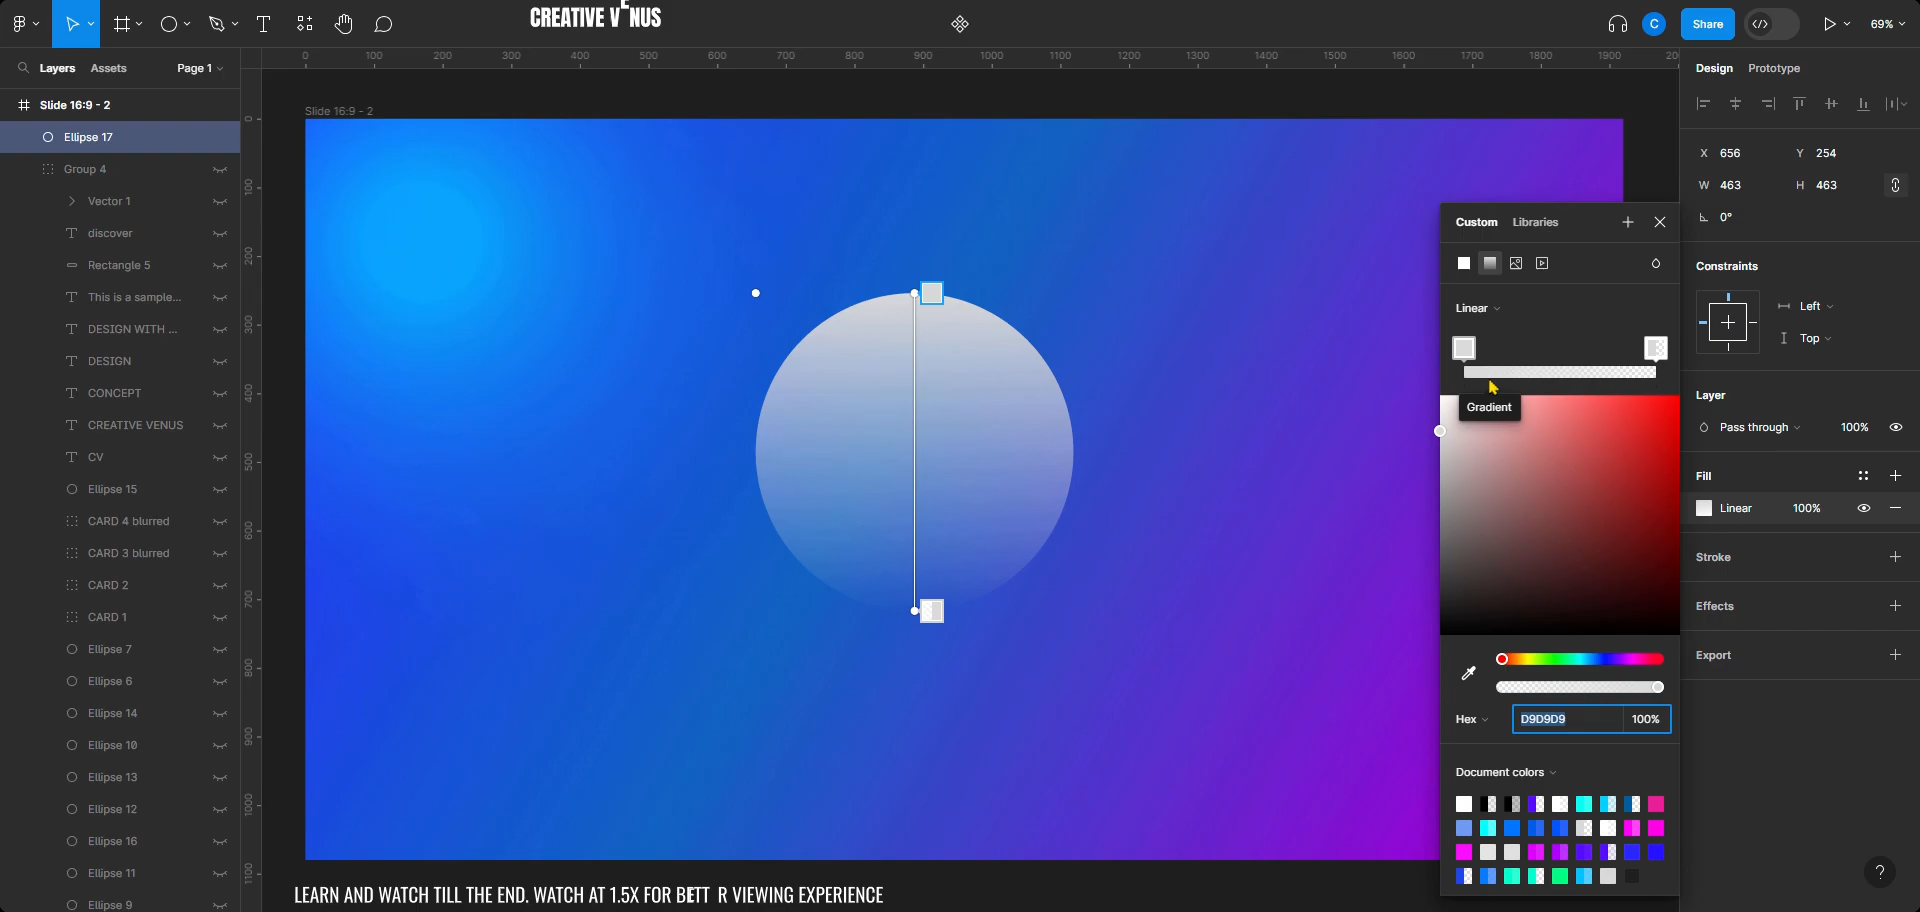 CREATIVE VENUS
C
Share
69%
Layers
Assets
Page 1
0 100 200 300 400 500 600 700 800 900 1000 1100 1200 1300 1400 1500 1600 1700 1800 1900
Design
Prototype
Slide 16:9 - 2
Slide 16:9 - 2
Ellipse 17
Group 4
Vector 1
discover
Rectangle 5
This is a sample...
DESIGN WITH ...
DESIGN
CONCEPT
CREATIVE VENUS
CV
Ellipse 15
CARD 4 blurred
CARD 3 blurred
CARD 2
CARD 1
Ellipse 7
Ellipse 6
Ellipse 14
Ellipse 10
Ellipse 13
Ellipse 12
Ellipse 16
Ellipse 11
Ellipse 9
0
100
200
300
400
500
600
700
800
900
1000
1100
Custom
Libraries
Linear
Gradient
Hex
D9D9D9
100%
Document colors
X 656
Y 254
W 463
H 463
0°
Constraints
Left
Top
Layer
Pass through
100%
Fill
Linear
100%
Stroke
Effects
Export
?
LEARN AND WATCH TILL THE END. WATCH AT 1.5X FOR BETT R VIEWING EXPERIENCE